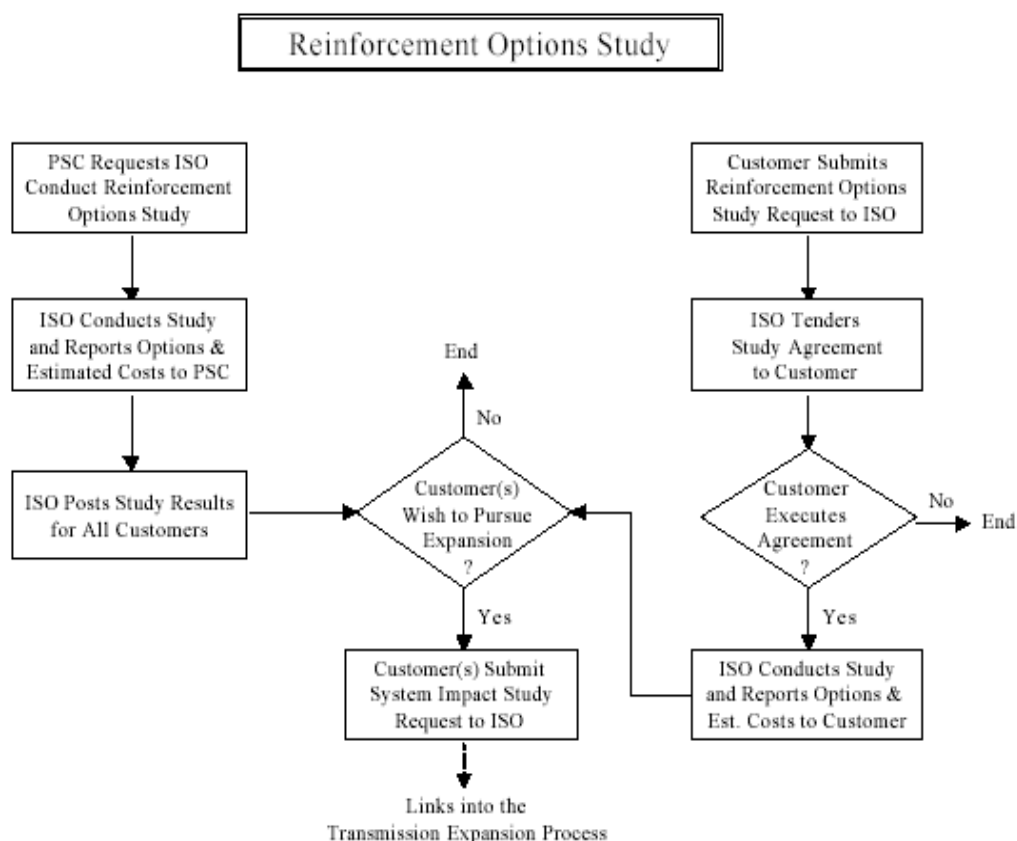 Reinforcement Options Study
PSC Requests ISO
Conduct Reinforcement
Options Study
Customer Submits
Reinforcement Options
Study Request to ISO
ISO Conducts Study
and Reports Options &
Estimated Costs to PSC
ISO Tenders
Study Agreement
to Customer
End
No
ISO Posts Study Results
for All Customers
Customer(s)
Wish to Pursue
Expansion
?
Customer
Executes
Agreement
?
No
End
Yes
Yes
Customer(s) Submit
System Impact Study
Request to ISO
ISO Conducts Study
and Reports Options &
Est. Costs to Customer
Links into the
Transmission Expansion Process